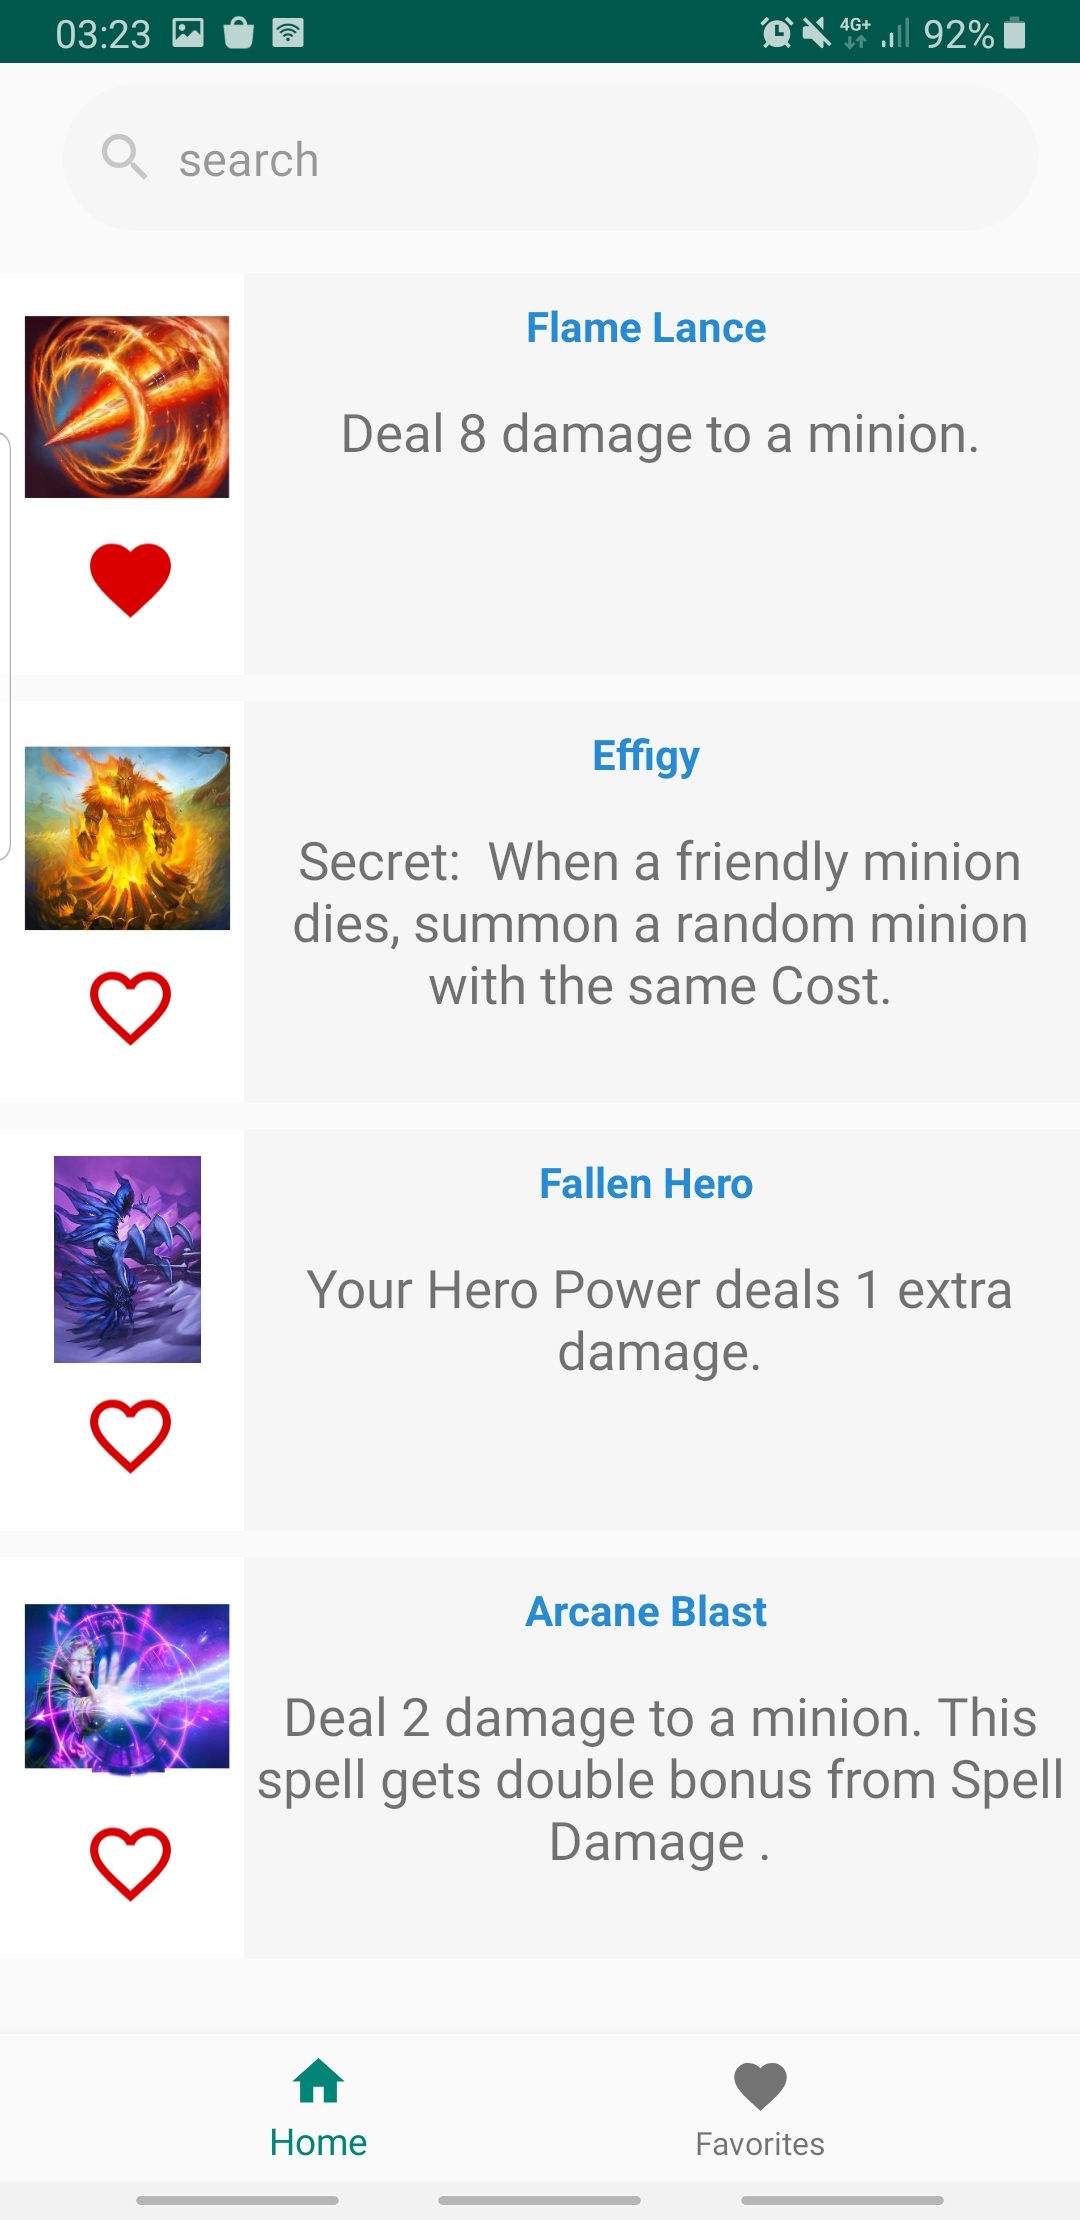 03:23 4G+ 92%
search
Flame Lance
Deal 8 damage to a minion.
Effigy
Secret:  When a friendly minion
dies, summon a random minion
with the same Cost.
Fallen Hero
Your Hero Power deals 1 extra
damage.
Arcane Blast
Deal 2 damage to a minion. This
spell gets double bonus from Spell
Damage .
Home Favorites